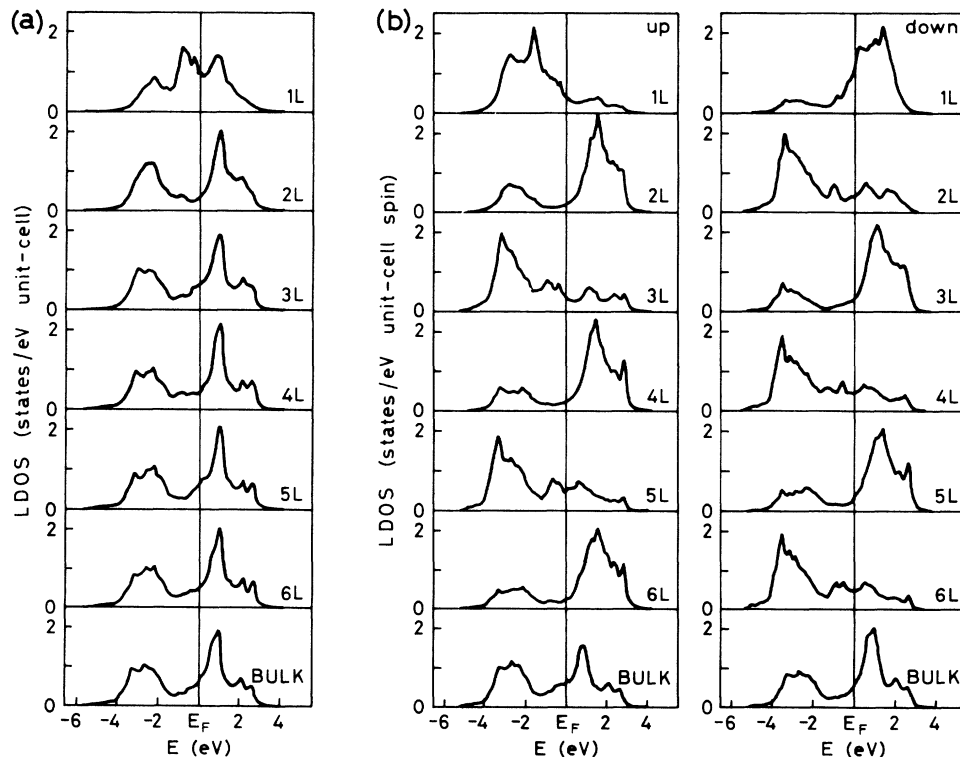 (a)
LDOS (states/eV unit-cell)
2
0
1L
2
0
2L
2
0
3L
2
0
4L
2
0
5L
2
0
6L
2
0
BULK
-6 -4 -2 E_F 2 4
E (eV)
(b)
LDOS (states/eV unit-cell spin)
up
2
0
1L
2
0
2L
2
0
3L
2
0
4L
2
0
5L
2
0
6L
2
0
BULK
-6 -4 -2 E_F 2 4
E (eV)
down
2
0
1L
2
0
2L
2
0
3L
2
0
4L
2
0
5L
2
0
6L
2
0
BULK
-6 -4 -2 E_F 2 4
E (eV)